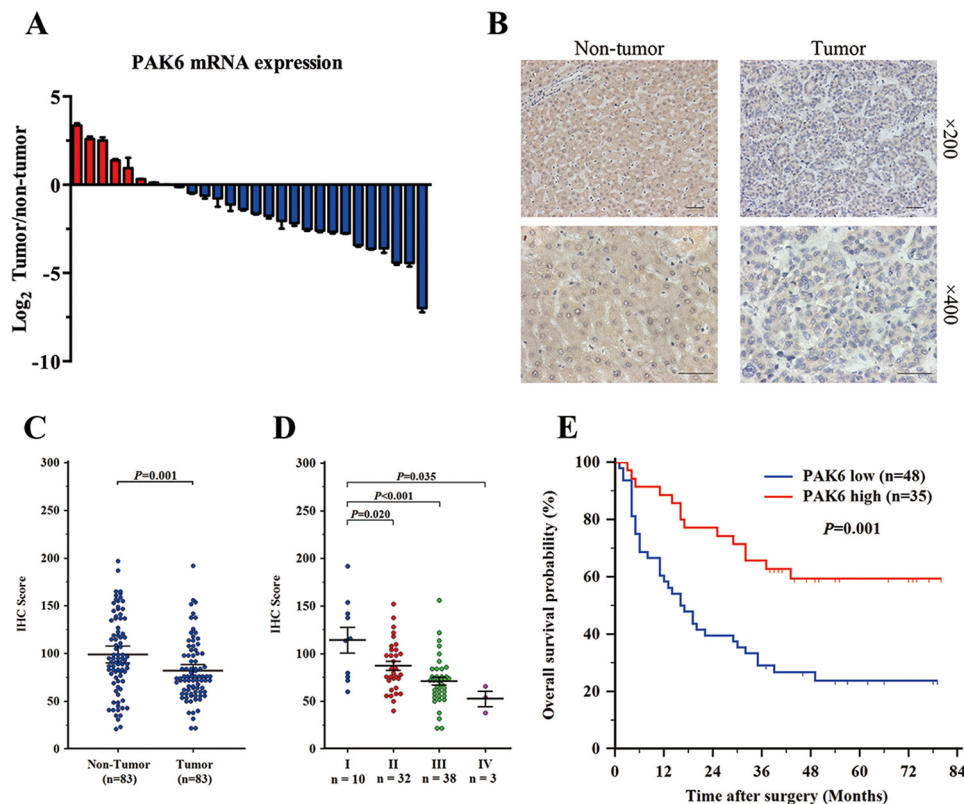 A
PAK6 mRNA expression
Log2 Tumor/non-tumor
5
0
-5
-10
B
Non-tumor
Tumor
×200
×400
C
IHC Score
300
250
200
150
100
50
0
P=0.001
Non-Tumor
(n=83)
Tumor
(n=83)
D
IHC Score
300
250
200
150
100
50
0
P=0.035
P<0.001
P=0.020
I
II
III
IV
n = 10
n = 32
n = 38
n = 3
E
Overall survival probability (%)
100
80
60
40
20
0
PAK6 low (n=48)
PAK6 high (n=35)
P=0.001
0 12 24 36 48 60 72 84
Time after surgery (Months)